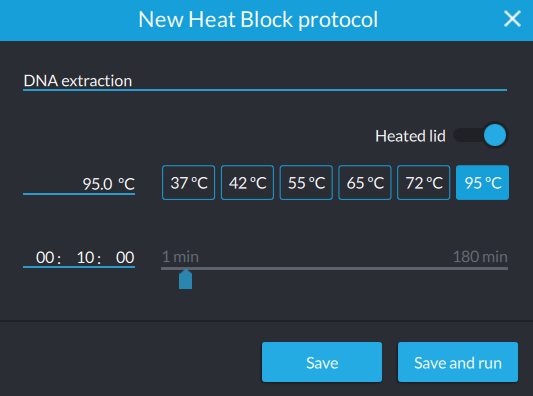 New Heat Block protocol
DNA extraction
Heated lid
95.0 °C 37 °C 42 °C 55 °C 65 °C 72 °C 95 °C
00 : 10 : 00 1 min 180 min
Save Save and run